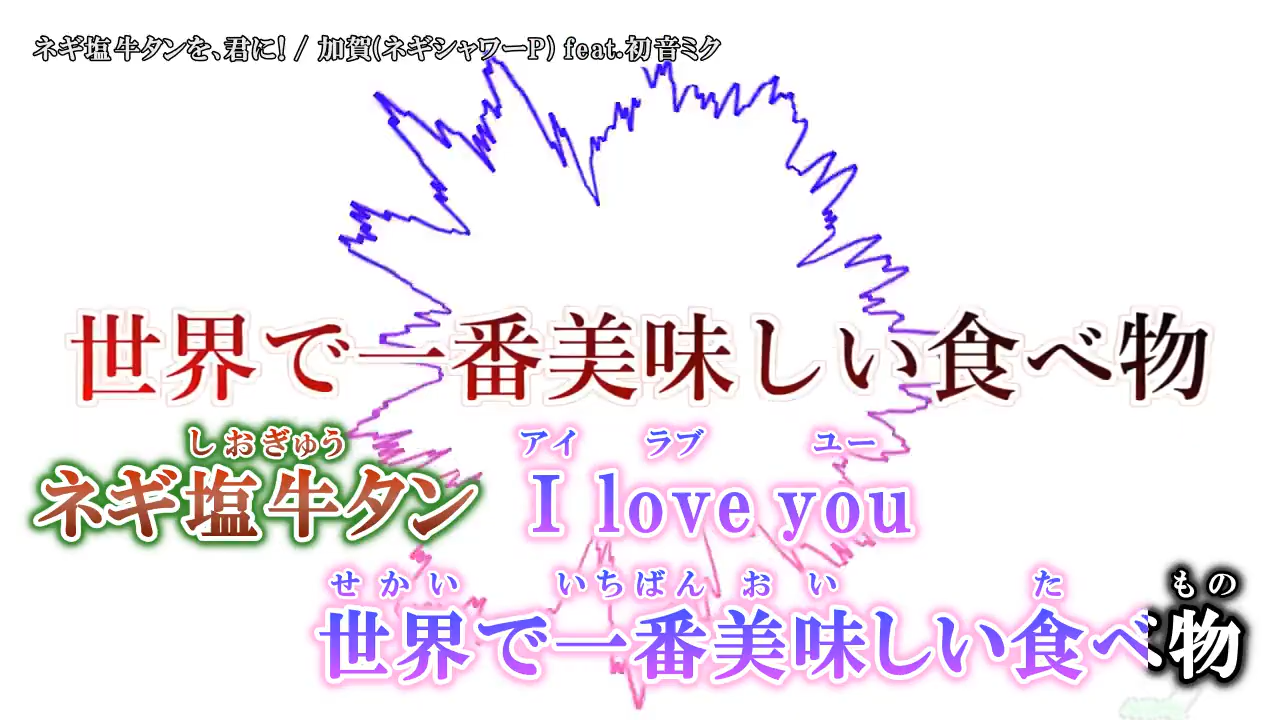 ネギ塩牛タンを、君に! / 加賀(ネギシャワーP) feat.初音ミク
世界で一番美味しい食べ物
しおぎゅう アイ ラブ ユー
ネギ塩牛タン I love you
せかい いちばん おい た もの
世界で一番美味しい食べ物